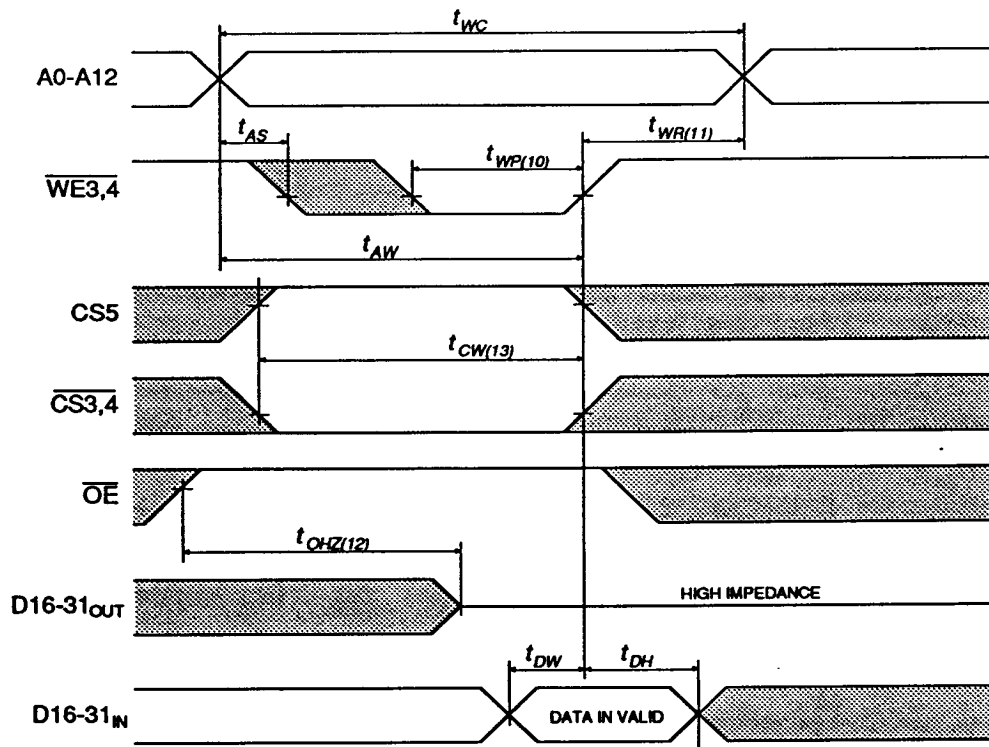 tWC
A0-A12
tAS
tWR(11)
tWP(10)
WE3,4
tAW
CS5
tCW(13)
CS3,4
OE
tOHZ(12)
D16-31OUT
HIGH IMPEDANCE
tDW
tDH
D16-31IN
DATA IN VALID